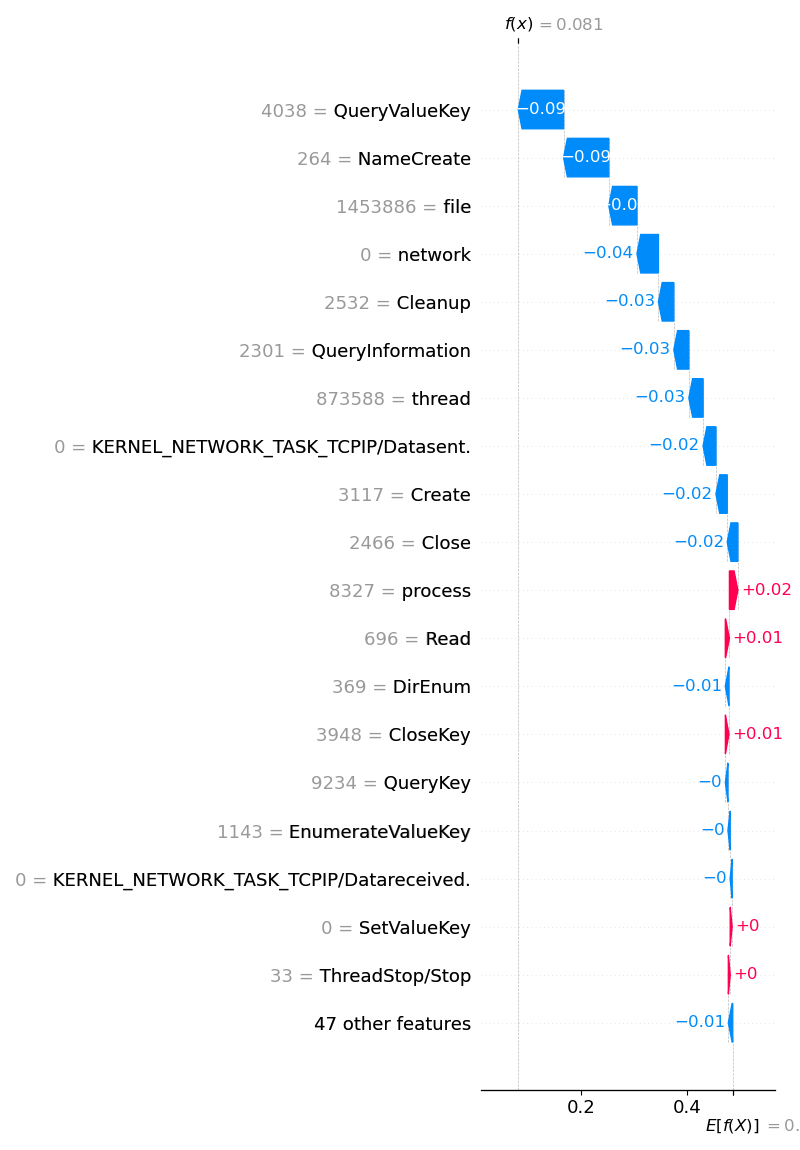 f(x) = 0.081
4038 = QueryValueKey −0.09
264 = NameCreate −0.09
1453886 = file −0.0
0 = network −0.04
2532 = Cleanup −0.03
2301 = QueryInformation −0.03
873588 = thread −0.03
0 = KERNEL_NETWORK_TASK_TCPIP/Datasent. −0.02
3117 = Create −0.02
2466 = Close −0.02
8327 = process +0.02
696 = Read +0.01
369 = DirEnum −0.01
3948 = CloseKey +0.01
9234 = QueryKey −0
1143 = EnumerateValueKey −0
0 = KERNEL_NETWORK_TASK_TCPIP/Datareceived. −0
0 = SetValueKey +0
33 = ThreadStop/Stop +0
47 other features −0.01
0.2 0.4
E[f(X)] = 0.